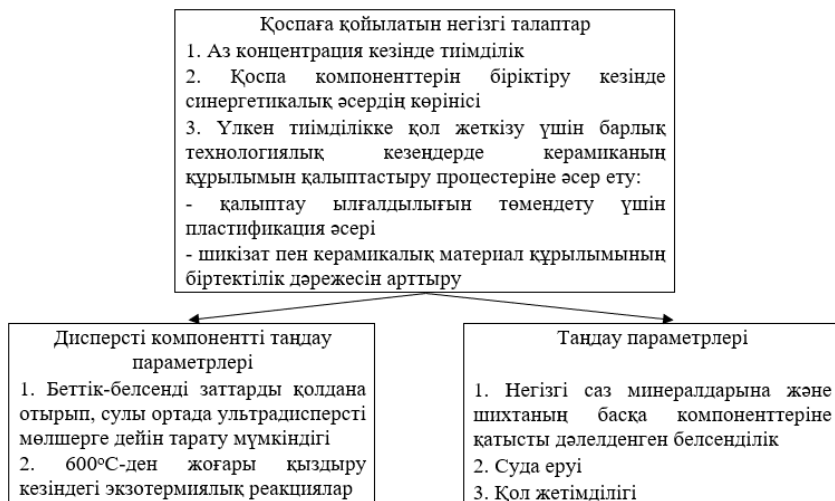 Қоспаға қойылатын негізгі талаптар
1. Аз концентрация кезінде тиімділік
2. Қоспа компоненттерін біріктіру кезінде
синергетикалық әсердің көрінісі
3. Үлкен тиімділікке қол жеткізу үшін барлық
технологиялық кезеңдерде керамиканың
құрылымын қалыптастыру процестеріне әсер ету:
- қалыптау ылғалдылығын төмендету үшін
пластификация әсері
- шикізат пен керамикалық материал құрылымының
біртектілік дәрежесін арттыру
Дисперсті компонентті таңдау
параметрлері
1. Беттік-белсенді заттарды қолдана
отырып, сулы ортада ультрадисперсті
мөлшерге дейін тарату мүмкіндігі
2. 600°С-ден жоғары қыздыру
кезіндегі экзотермиялық реакциялар
Таңдау параметрлері
1. Негізгі саз минералдарына және
шихтаның басқа компоненттеріне
қатысты дәлелденген белсенділік
2. Суда еруі
3. Қол жетімділігі